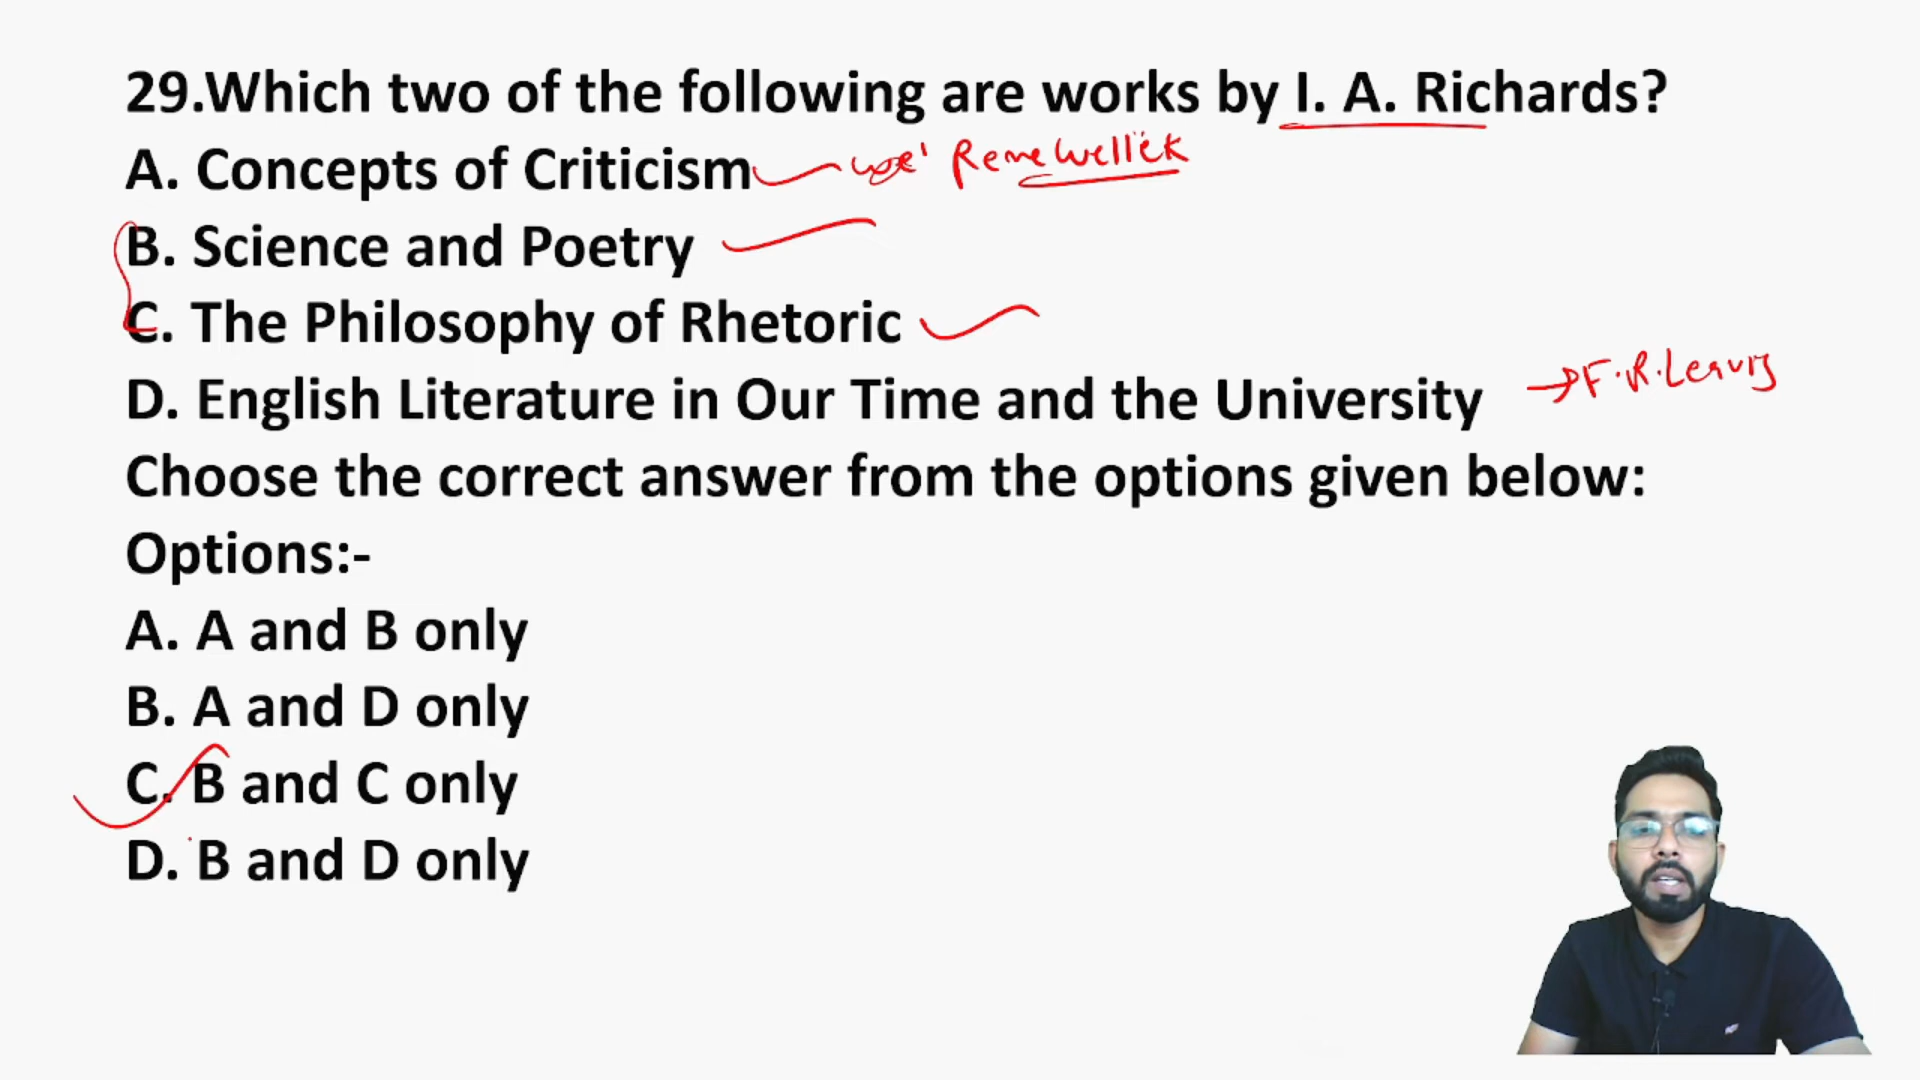 29.Which two of the following are works by I. A. Richards?
A. Concepts of Criticism Rene Wellek
B. Science and Poetry
C. The Philosophy of Rhetoric
D. English Literature in Our Time and the University → F.R.Leavis
Choose the correct answer from the options given below:
Options:-
A. A and B only
B. A and D only
C. B and C only
D. B and D only